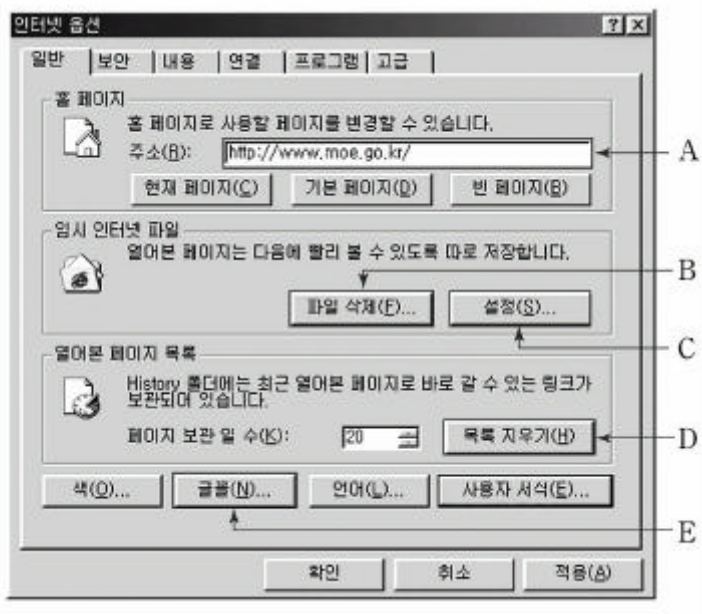 인터넷 옵션
일반 보안 내용 연결 프로그램 고급
홈 페이지
홈 페이지로 사용할 페이지를 변경할 수 있습니다.
주소(R): http://www.moe.go.kr/ A
현재 페이지(C) 기본 페이지(D) 빈 페이지(B)
임시 인터넷 파일
열어본 페이지는 다음에 빨리 볼 수 있도록 따로 저장합니다.
B
파일 삭제(F)... 설정(S)...
C
열어본 페이지 목록
History 폴더에는 최근 열어본 페이지로 바로 갈 수 있는 링크가
보관되어 있습니다.
페이지 보관 일 수(K): 20 목록 지우기(H) D
색(O)... 글꼴(N)... 언어(L)... 사용자 서식(E)...
E
확인 취소 적용(A)